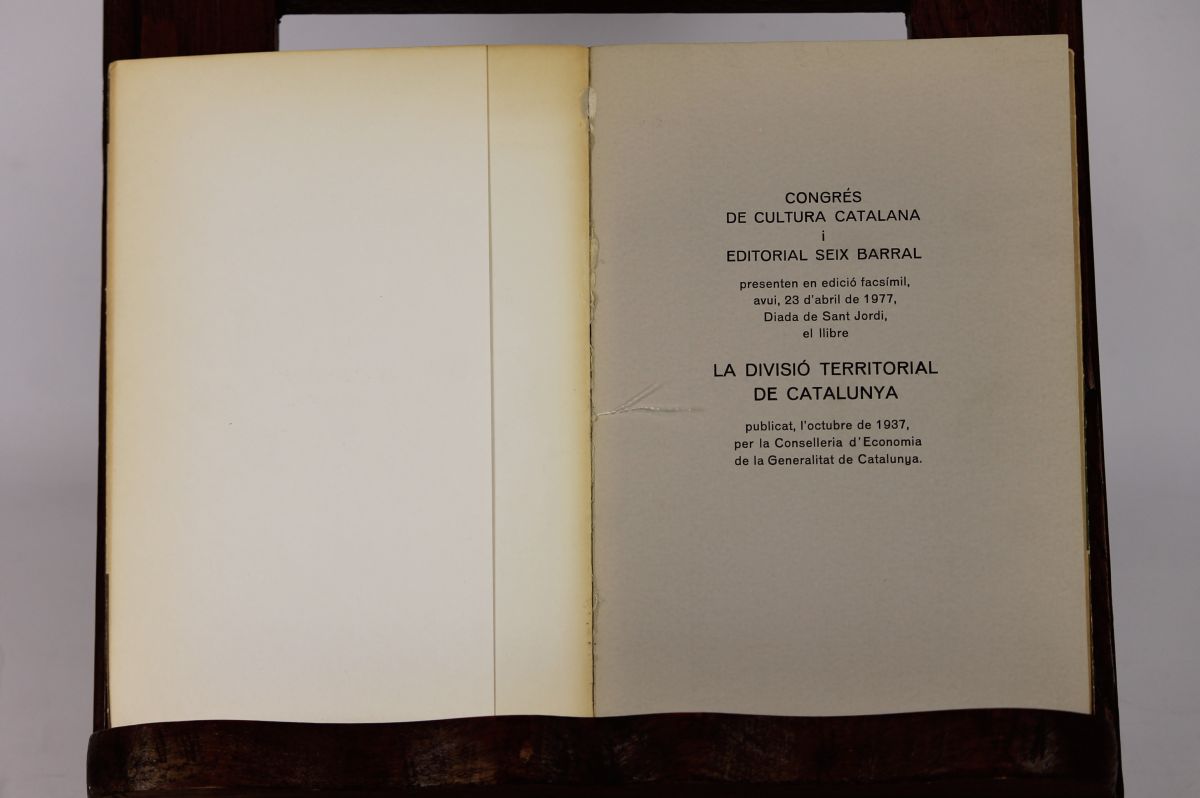 CONGRÉS
DE CULTURA CATALANA
i
EDITORIAL SEIX BARRAL
presenten en edició facsímil,
avui, 23 d'abril de 1977,
Diada de Sant Jordi,
el llibre
LA DIVISIÓ TERRITORIAL
DE CATALUNYA
publicat, l'octubre de 1937,
per la Conselleria d'Economia
de la Generalitat de Catalunya.